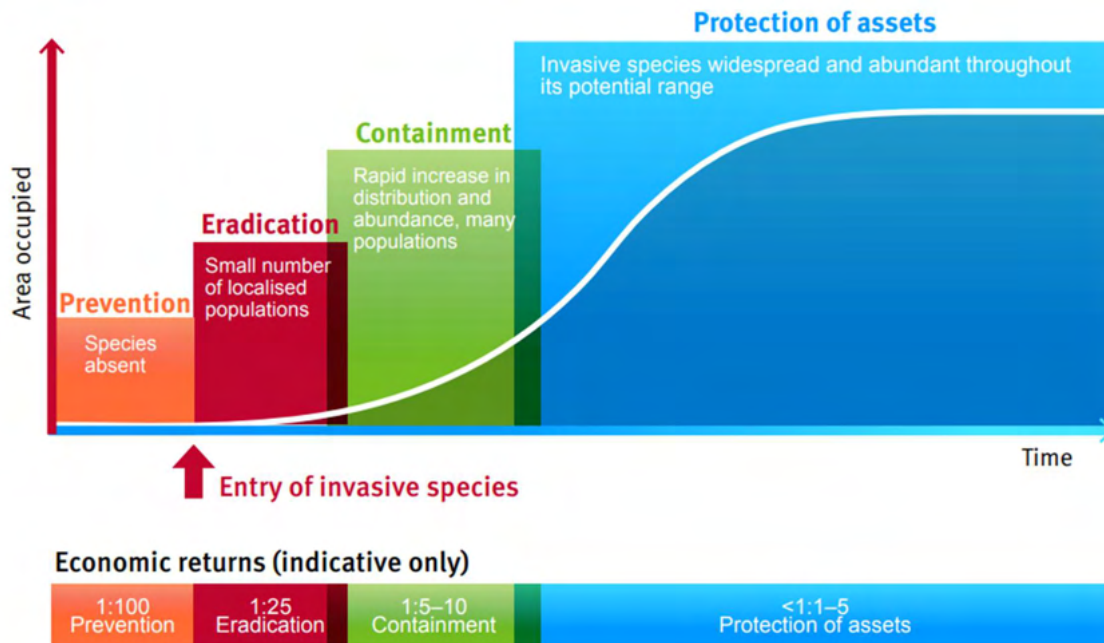 Protection of assets
Invasive species widespread and abundant throughout
its potential range
Containment
Rapid increase in
distribution and
abundance, many
populations
Eradication
Small number
of localised
populations
Prevention
Species
absent
Area occupied
Time
Entry of invasive species
Economic returns (indicative only)
1:100
Prevention
1:25
Eradication
1:5–10
Containment
<1:1–5
Protection of assets